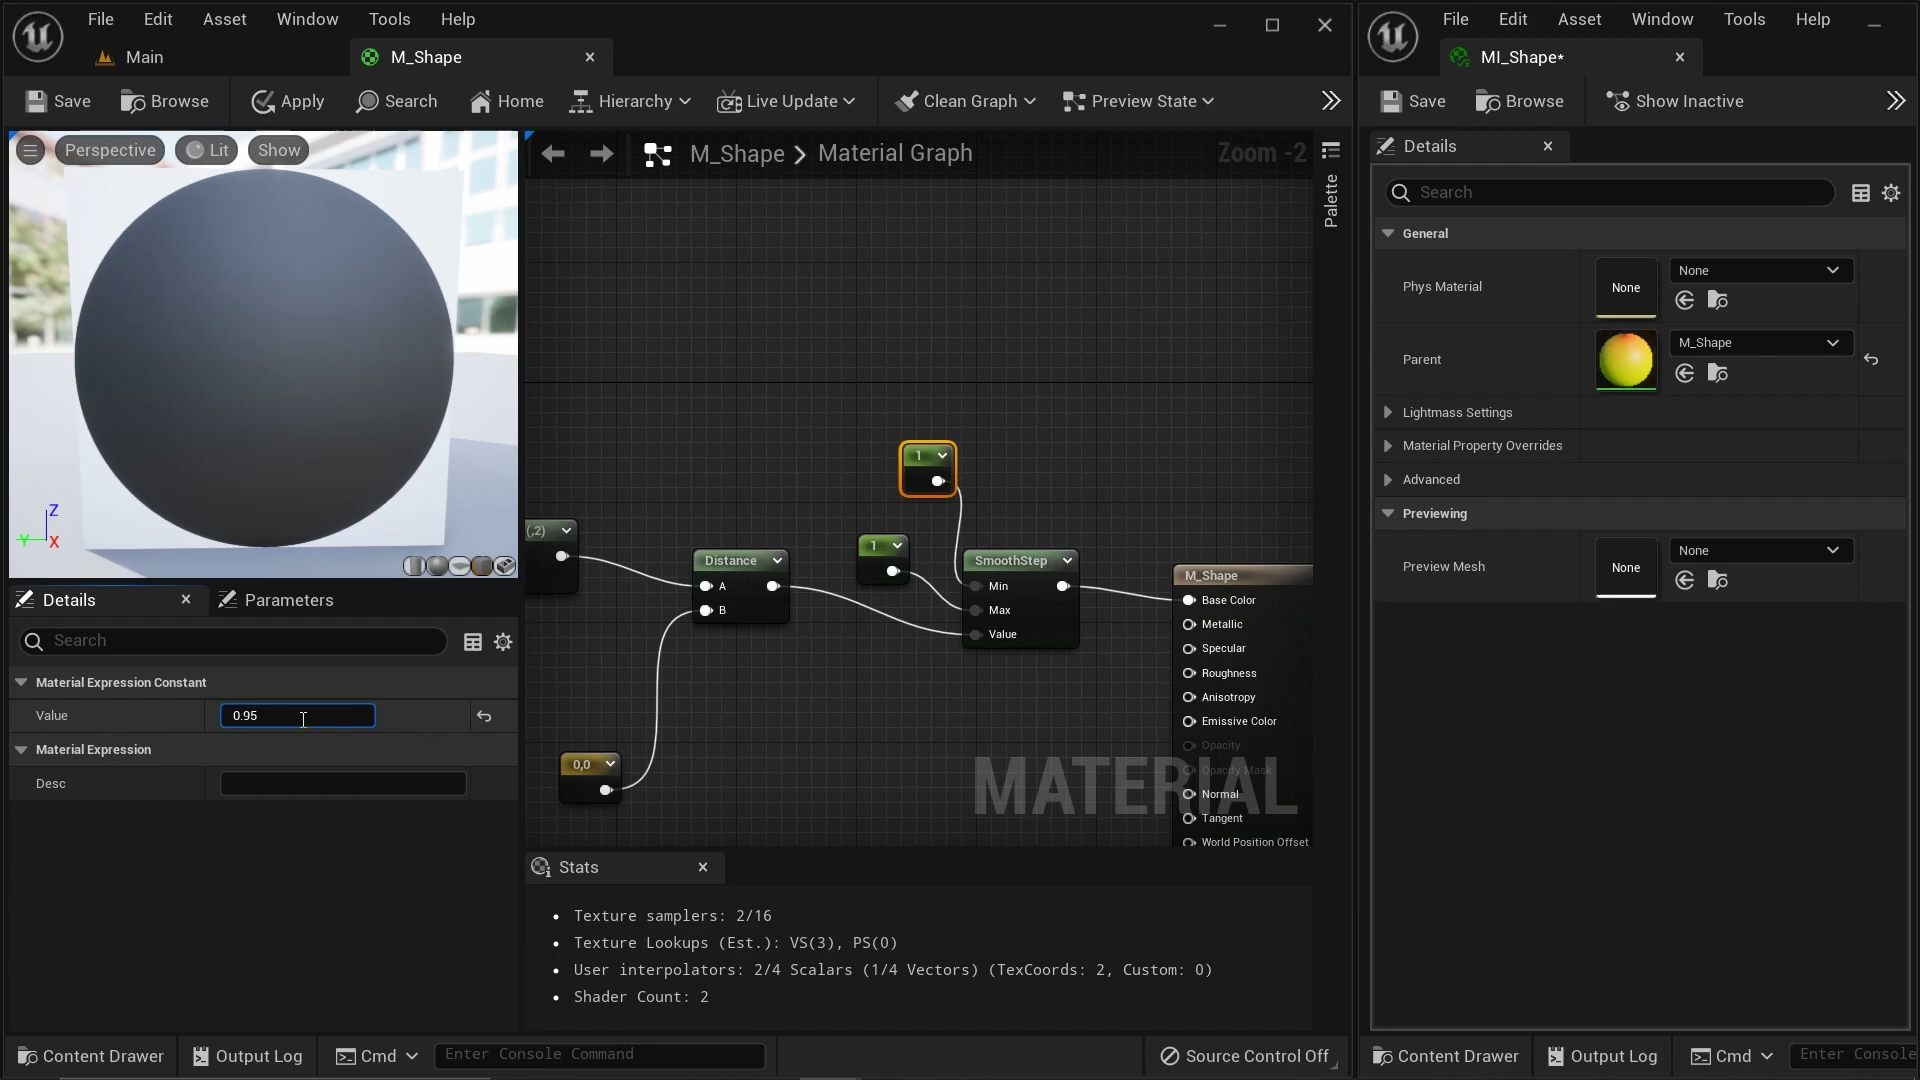 File Edit Asset Window Tools Help
Main
M_Shape
Save Browse Apply Search Home Hierarchy Live Update Clean Graph Preview State
Perspective Lit Show
M_Shape > Material Graph
Zoom -2
Palette
Z
Y
X
1
(,2)
1
Distance
A
B
SmoothStep
Min
Max
Value
0,0
M_Shape
Base Color
Metallic
Specular
Roughness
Anisotropy
Emissive Color
Opacity
Opacity Mask
Normal
Tangent
World Position Offset
MATERIAL
Details
Parameters
Search
Material Expression Constant
Value 0.95
Material Expression
Desc
Stats
• Texture samplers: 2/16
• Texture Lookups (Est.): VS(3), PS(0)
• User interpolators: 2/4 Scalars (1/4 Vectors) (TexCoords: 2, Custom: 0)
• Shader Count: 2
Content Drawer Output Log Cmd Enter Console Command Source Control Off
File Edit Asset Window Tools Help
MI_Shape*
Save Browse Show Inactive
Details
Search
General
Phys Material None None
Parent M_Shape
Lightmass Settings
Material Property Overrides
Advanced
Previewing
Preview Mesh None None
Content Drawer Output Log Cmd Enter Console